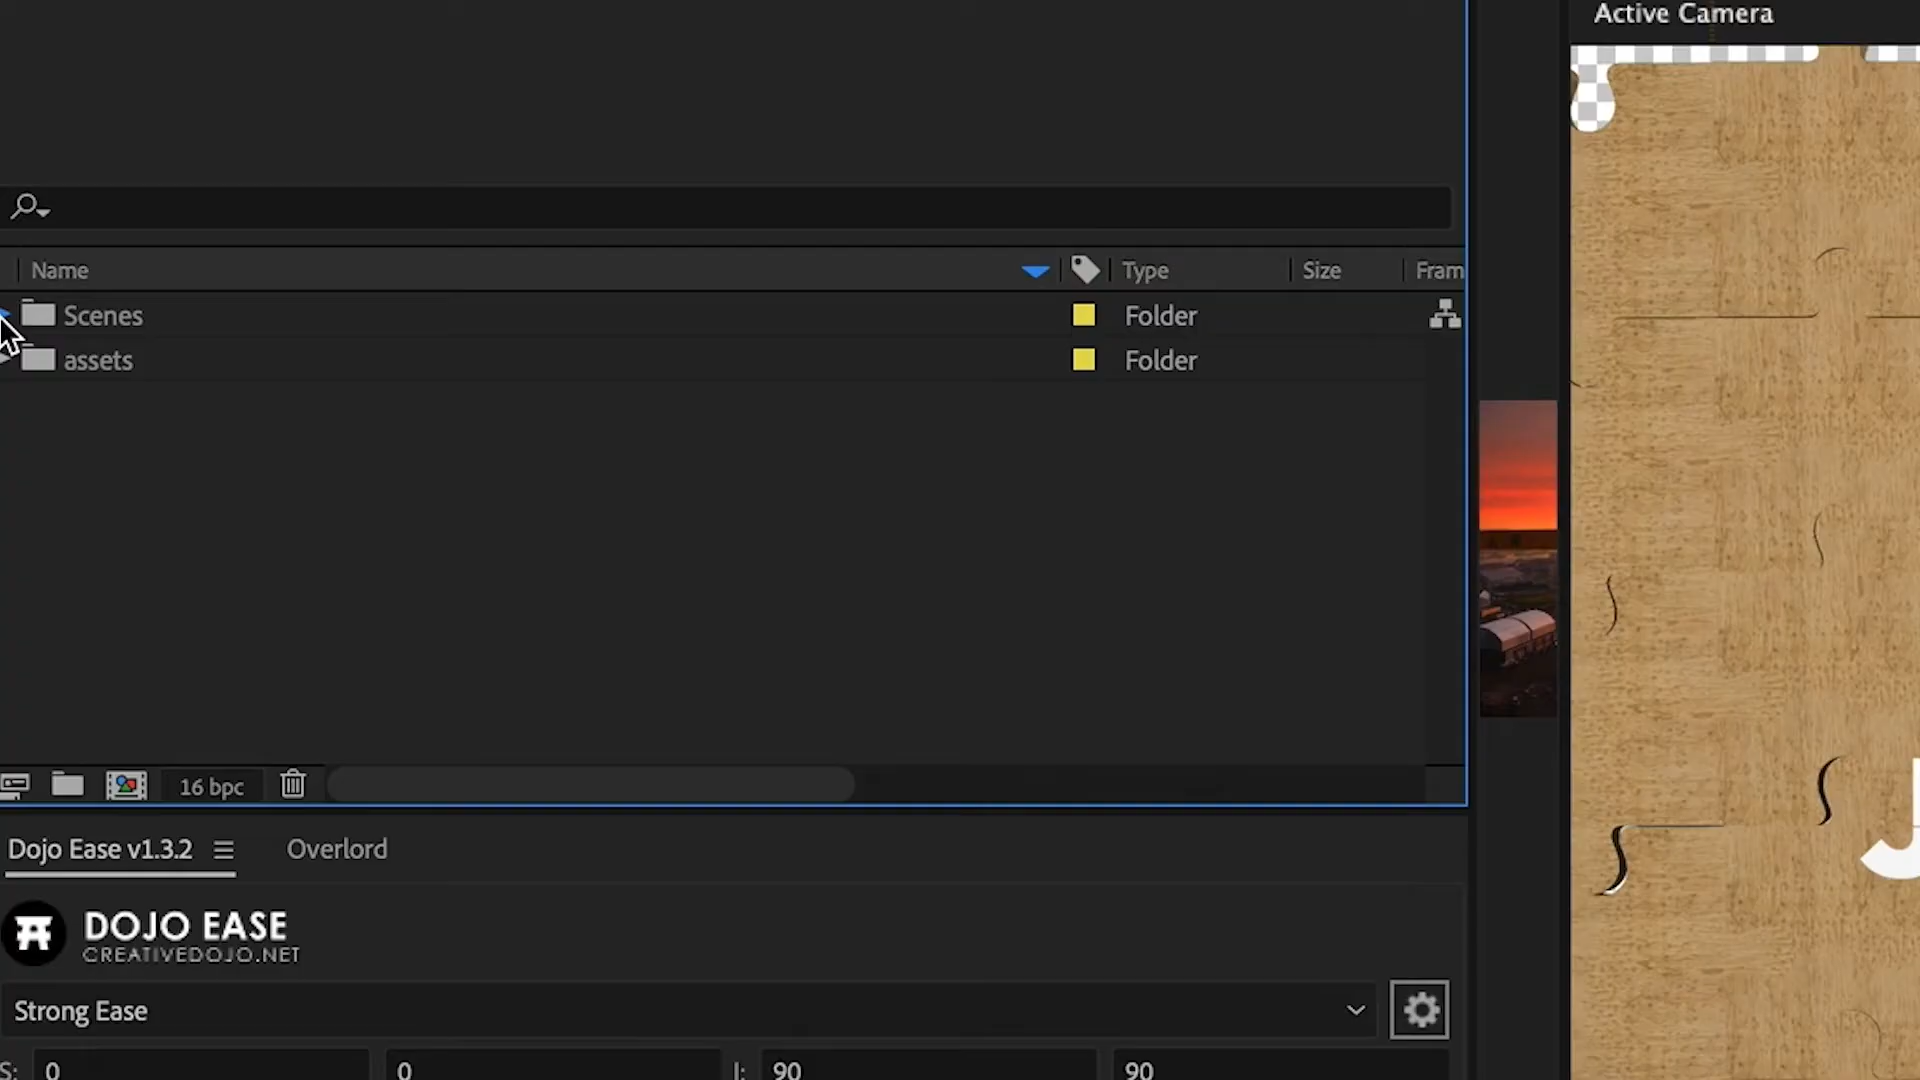 Active Camera
Name Type Size Fram
Scenes Folder
assets Folder
16 bpc
Dojo Ease v1.3.2 Overlord
DOJO EASE
CREATIVEDOJO.NET
J
Strong Ease
S: 0 0 I: 90 90